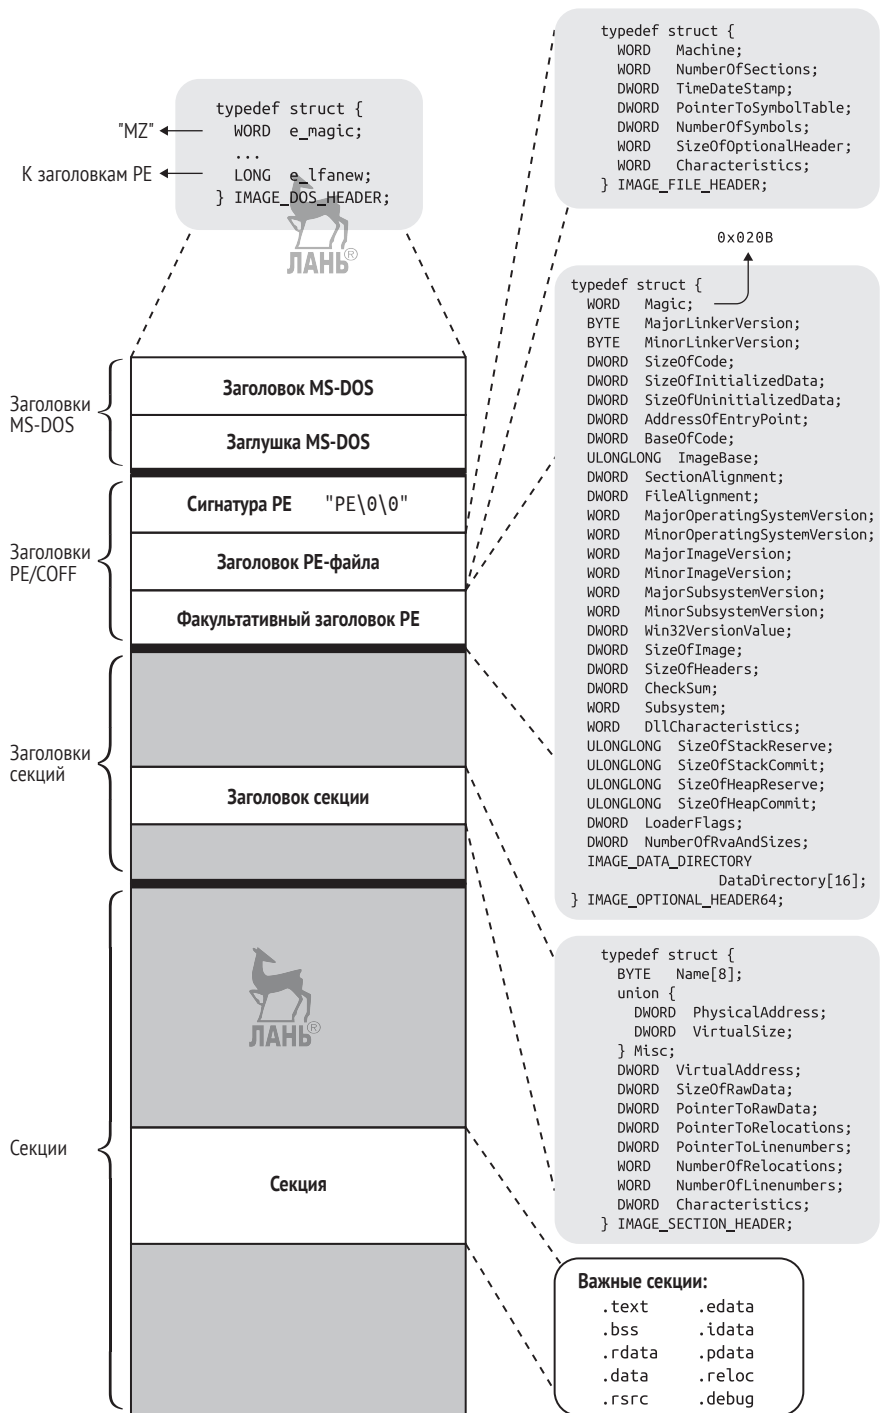 typedef struct {
WORD Machine;
WORD NumberOfSections;
DWORD TimeDateStamp;
DWORD PointerToSymbolTable;
DWORD NumberOfSymbols;
WORD SizeOfOptionalHeader;
WORD Characteristics;
} IMAGE_FILE_HEADER;
typedef struct {
"MZ" WORD e_magic;
...
К заголовкам PE LONG e_lfanew;
} IMAGE_DOS_HEADER;
ЛАНЬ®
0x020B
typedef struct {
WORD Magic;
BYTE MajorLinkerVersion;
BYTE MinorLinkerVersion;
DWORD SizeOfCode;
DWORD SizeOfInitializedData;
DWORD SizeOfUninitializedData;
DWORD AddressOfEntryPoint;
DWORD BaseOfCode;
ULONGLONG ImageBase;
DWORD SectionAlignment;
DWORD FileAlignment;
WORD MajorOperatingSystemVersion;
WORD MinorOperatingSystemVersion;
WORD MajorImageVersion;
WORD MinorImageVersion;
WORD MajorSubsystemVersion;
WORD MinorSubsystemVersion;
DWORD Win32VersionValue;
DWORD SizeOfImage;
DWORD SizeOfHeaders;
DWORD CheckSum;
WORD Subsystem;
WORD DllCharacteristics;
ULONGLONG SizeOfStackReserve;
ULONGLONG SizeOfStackCommit;
ULONGLONG SizeOfHeapReserve;
ULONGLONG SizeOfHeapCommit;
DWORD LoaderFlags;
DWORD NumberOfRvaAndSizes;
IMAGE_DATA_DIRECTORY
DataDirectory[16];
} IMAGE_OPTIONAL_HEADER64;
Заголовки
MS-DOS
Заголовок MS-DOS
Заглушка MS-DOS
Заголовки
PE/COFF
Сигнатура PE "PE\0\0"
Заголовок PE-файла
Факультативный заголовок PE
Заголовки
секций
Заголовок секции
ЛАНЬ®
Секции
Секция
typedef struct {
BYTE Name[8];
union {
DWORD PhysicalAddress;
DWORD VirtualSize;
} Misc;
DWORD VirtualAddress;
DWORD SizeOfRawData;
DWORD PointerToRawData;
DWORD PointerToRelocations;
DWORD PointerToLinenumbers;
WORD NumberOfRelocations;
WORD NumberOfLinenumbers;
DWORD Characteristics;
} IMAGE_SECTION_HEADER;
Важные секции:
.text .edata
.bss .idata
.rdata .pdata
.data .reloc
.rsrc .debug